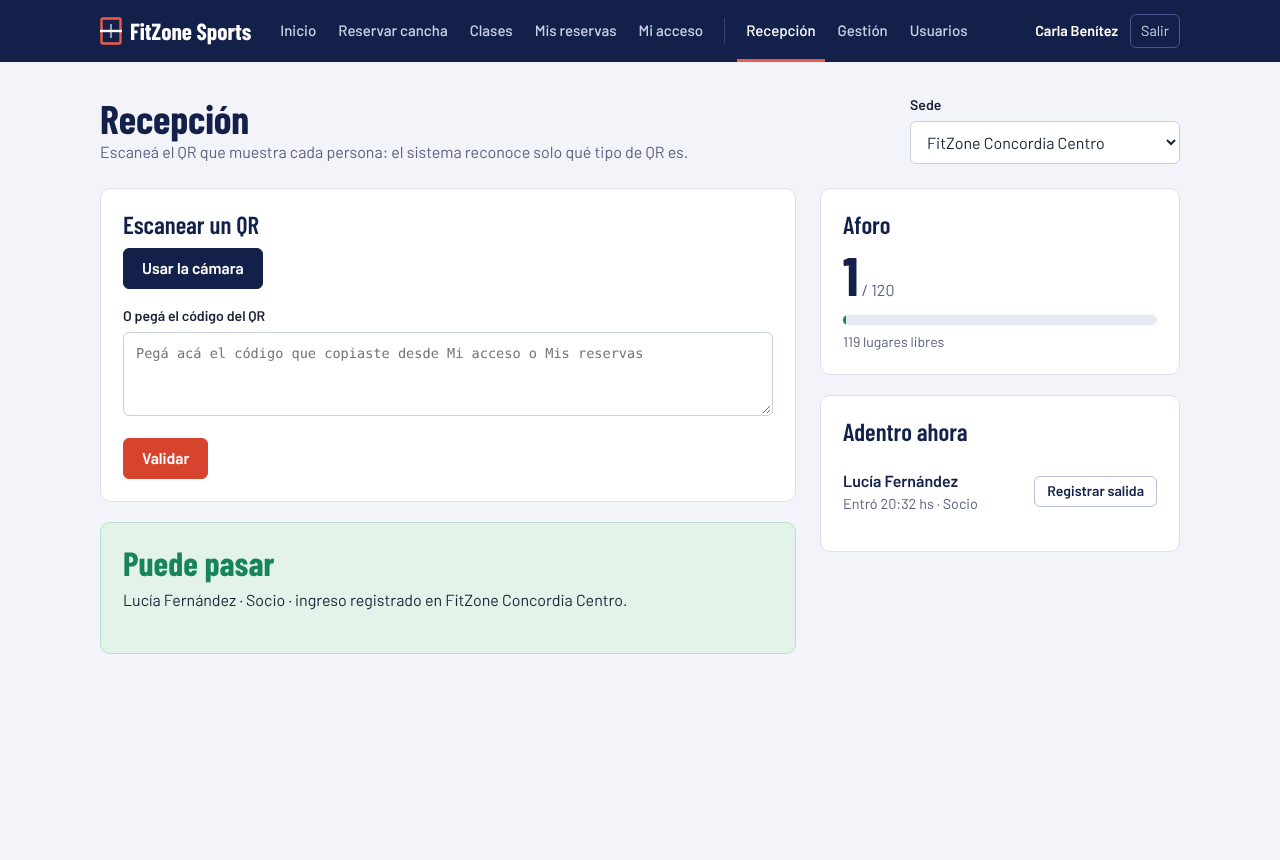 FitZone Sports
Inicio
Reservar cancha
Clases
Mis reservas
Mi acceso
Recepción
Gestión
Usuarios
Carla Benítez
Salir
Recepción
Escaneá el QR que muestra cada persona: el sistema reconoce solo qué tipo de QR es.
Sede
FitZone Concordia Centro
Escanear un QR
Usar la cámara
O pegá el código del QR
Pegá acá el código que copiaste desde Mi acceso o Mis reservas
Validar
Puede pasar
Lucía Fernández · Socio · ingreso registrado en FitZone Concordia Centro.
Aforo
1 / 120
119 lugares libres
Adentro ahora
Lucía Fernández
Entró 20:32 hs · Socio
Registrar salida